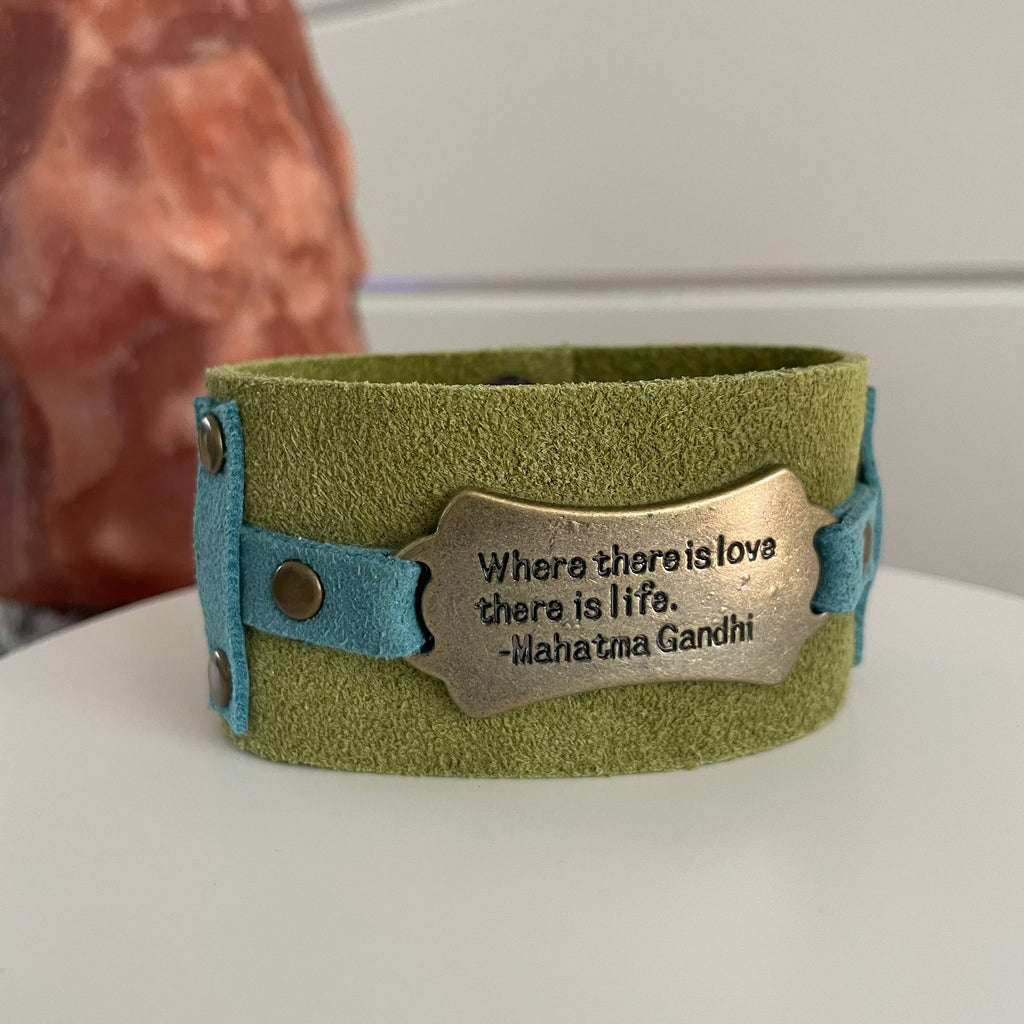 Where there is love
there is life.
-Mahatma Gandhi